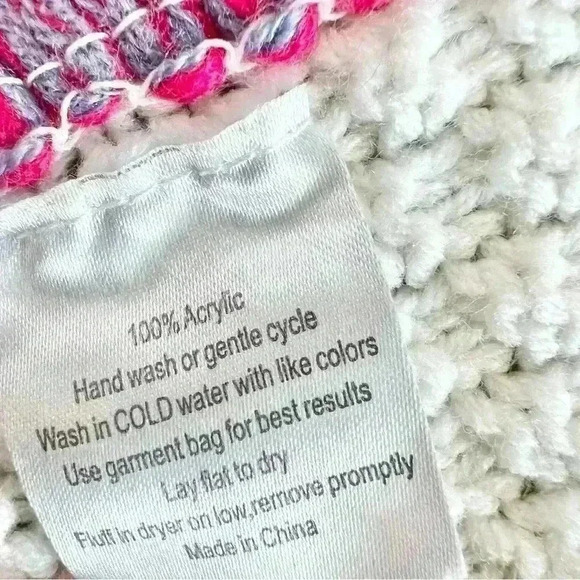 100% Acrylic
Hand wash or gentle cycle
Wash in COLD water with like colors
Use garment bag for best results
Lay flat to dry
Fluff in dryer on low,remove promptly
Made in China